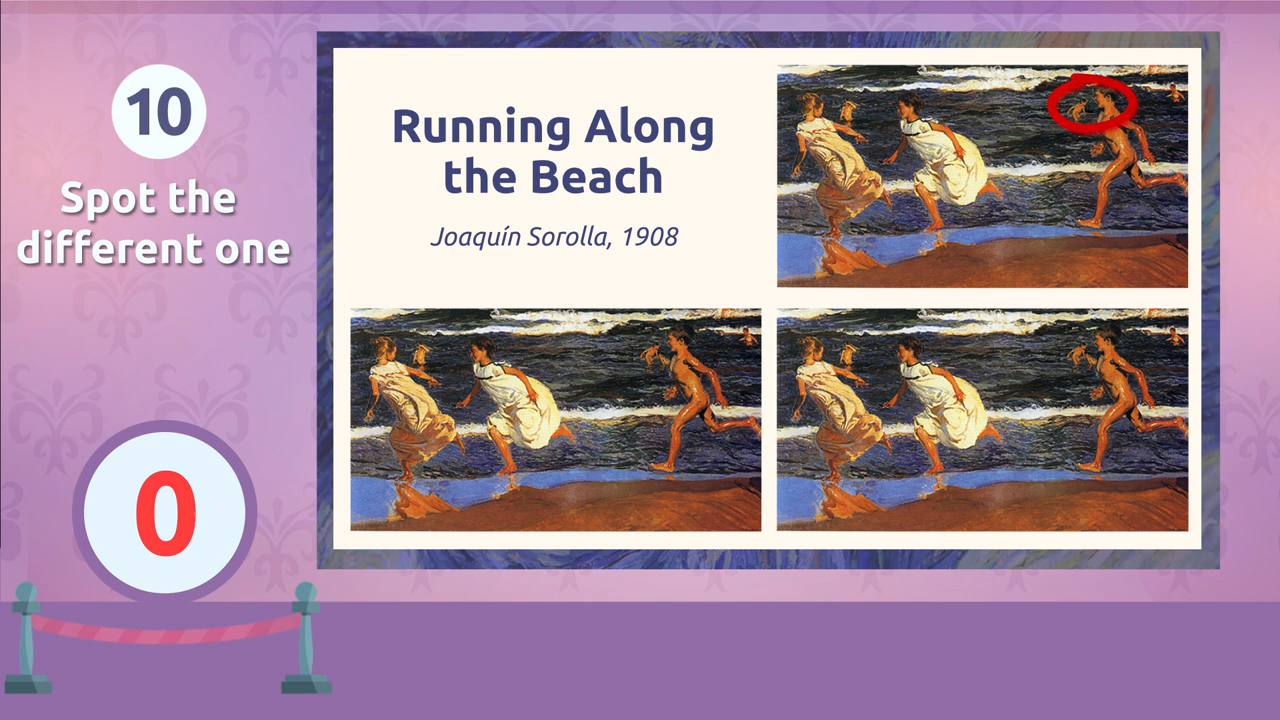 10
Spot the
different one
0
Running Along
the Beach
Joaquín Sorolla, 1908